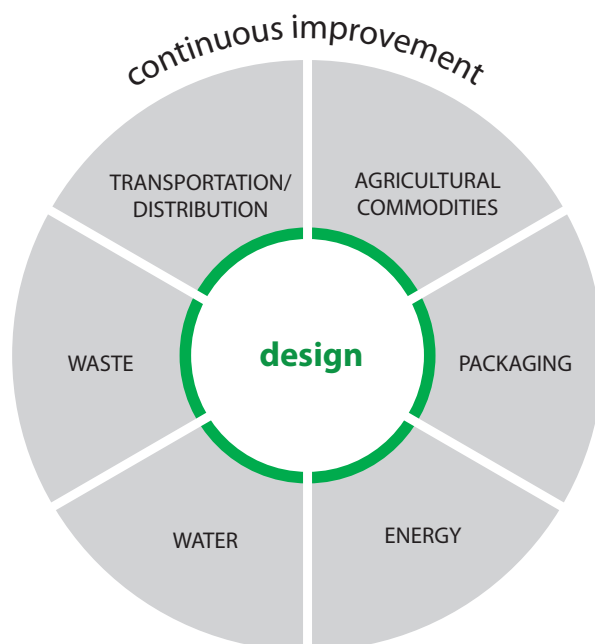 continuous improvement
TRANSPORTATION/
DISTRIBUTION
AGRICULTURAL
COMMODITIES
WASTE
design
PACKAGING
WATER
ENERGY